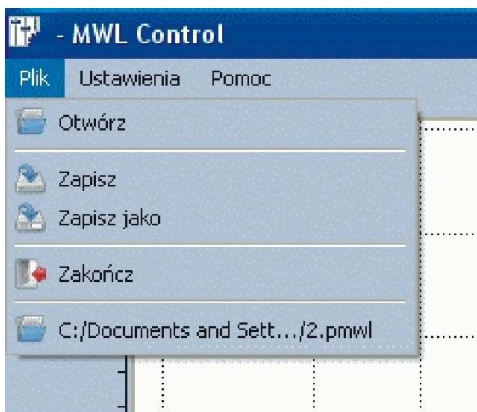 - MWL Control
Plik Ustawienia Pomoc
Otwórz
Zapisz
Zapisz jako
Zakończ
C:/Documents and Sett.../2.pmwl